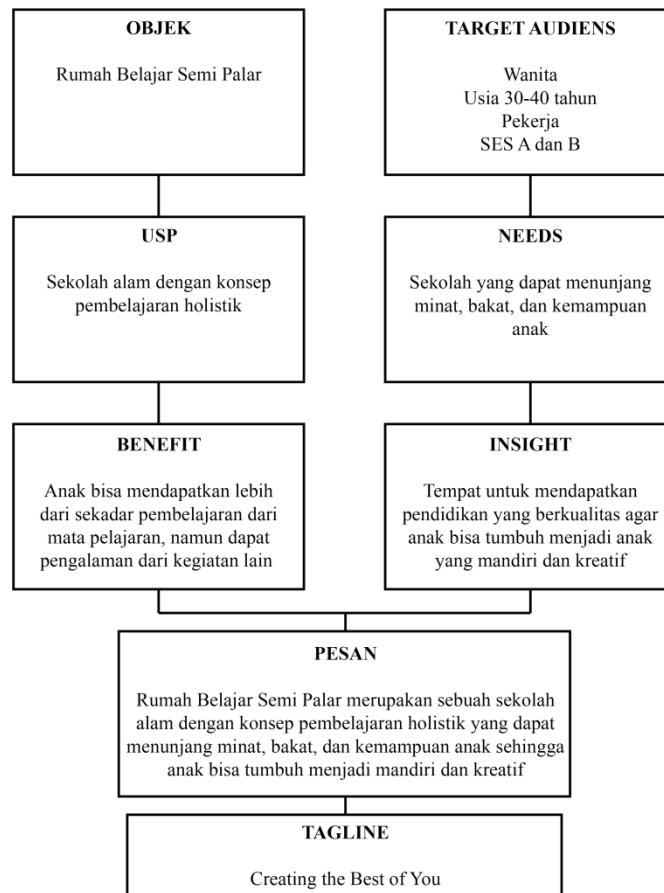 OBJEK
Rumah Belajar Semi Palar
TARGET AUDIENS
Wanita
Usia 30-40 tahun
Pekerja
SES A dan B
USP
Sekolah alam dengan konsep
pembelajaran holistik
NEEDS
Sekolah yang dapat menunjang
minat, bakat, dan kemampuan
anak
BENEFIT
Anak bisa mendapatkan lebih
dari sekadar pembelajaran dari
mata pelajaran, namun dapat
pengalaman dari kegiatan lain
INSIGHT
Tempat untuk mendapatkan
pendidikan yang berkualitas agar
anak bisa tumbuh menjadi anak
yang mandiri dan kreatif
PESAN
Rumah Belajar Semi Palar merupakan sebuah sekolah
alam dengan konsep pembelajaran holistik yang dapat
menunjang minat, bakat, dan kemampuan anak sehingga
anak bisa tumbuh menjadi mandiri dan kreatif
TAGLINE
Creating the Best of You